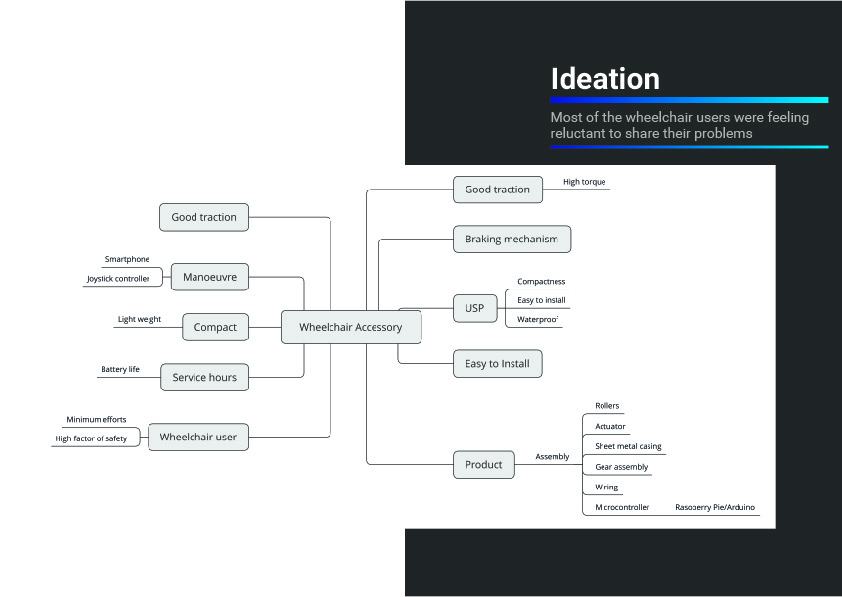 Ideation
Most of the wheelchair users were feeling
reluctant to share their problems
Good traction
Smartphone
Joystick controller
Manoeuvre
Light weght
Compact
Battery life
Service hours
Minimum efforts
High factor of safety
Wheelchair user
Wheelchair Accessory
Good traction
High torque
Braking mechanism
USP
Compactness
Easy to install
Waterproof
Easy to Install
Product
Assembly
Rollers
Actuator
Sheet metal casing
Gear assembly
Wiring
Microcontroller
Raspberry Pie/Arduino